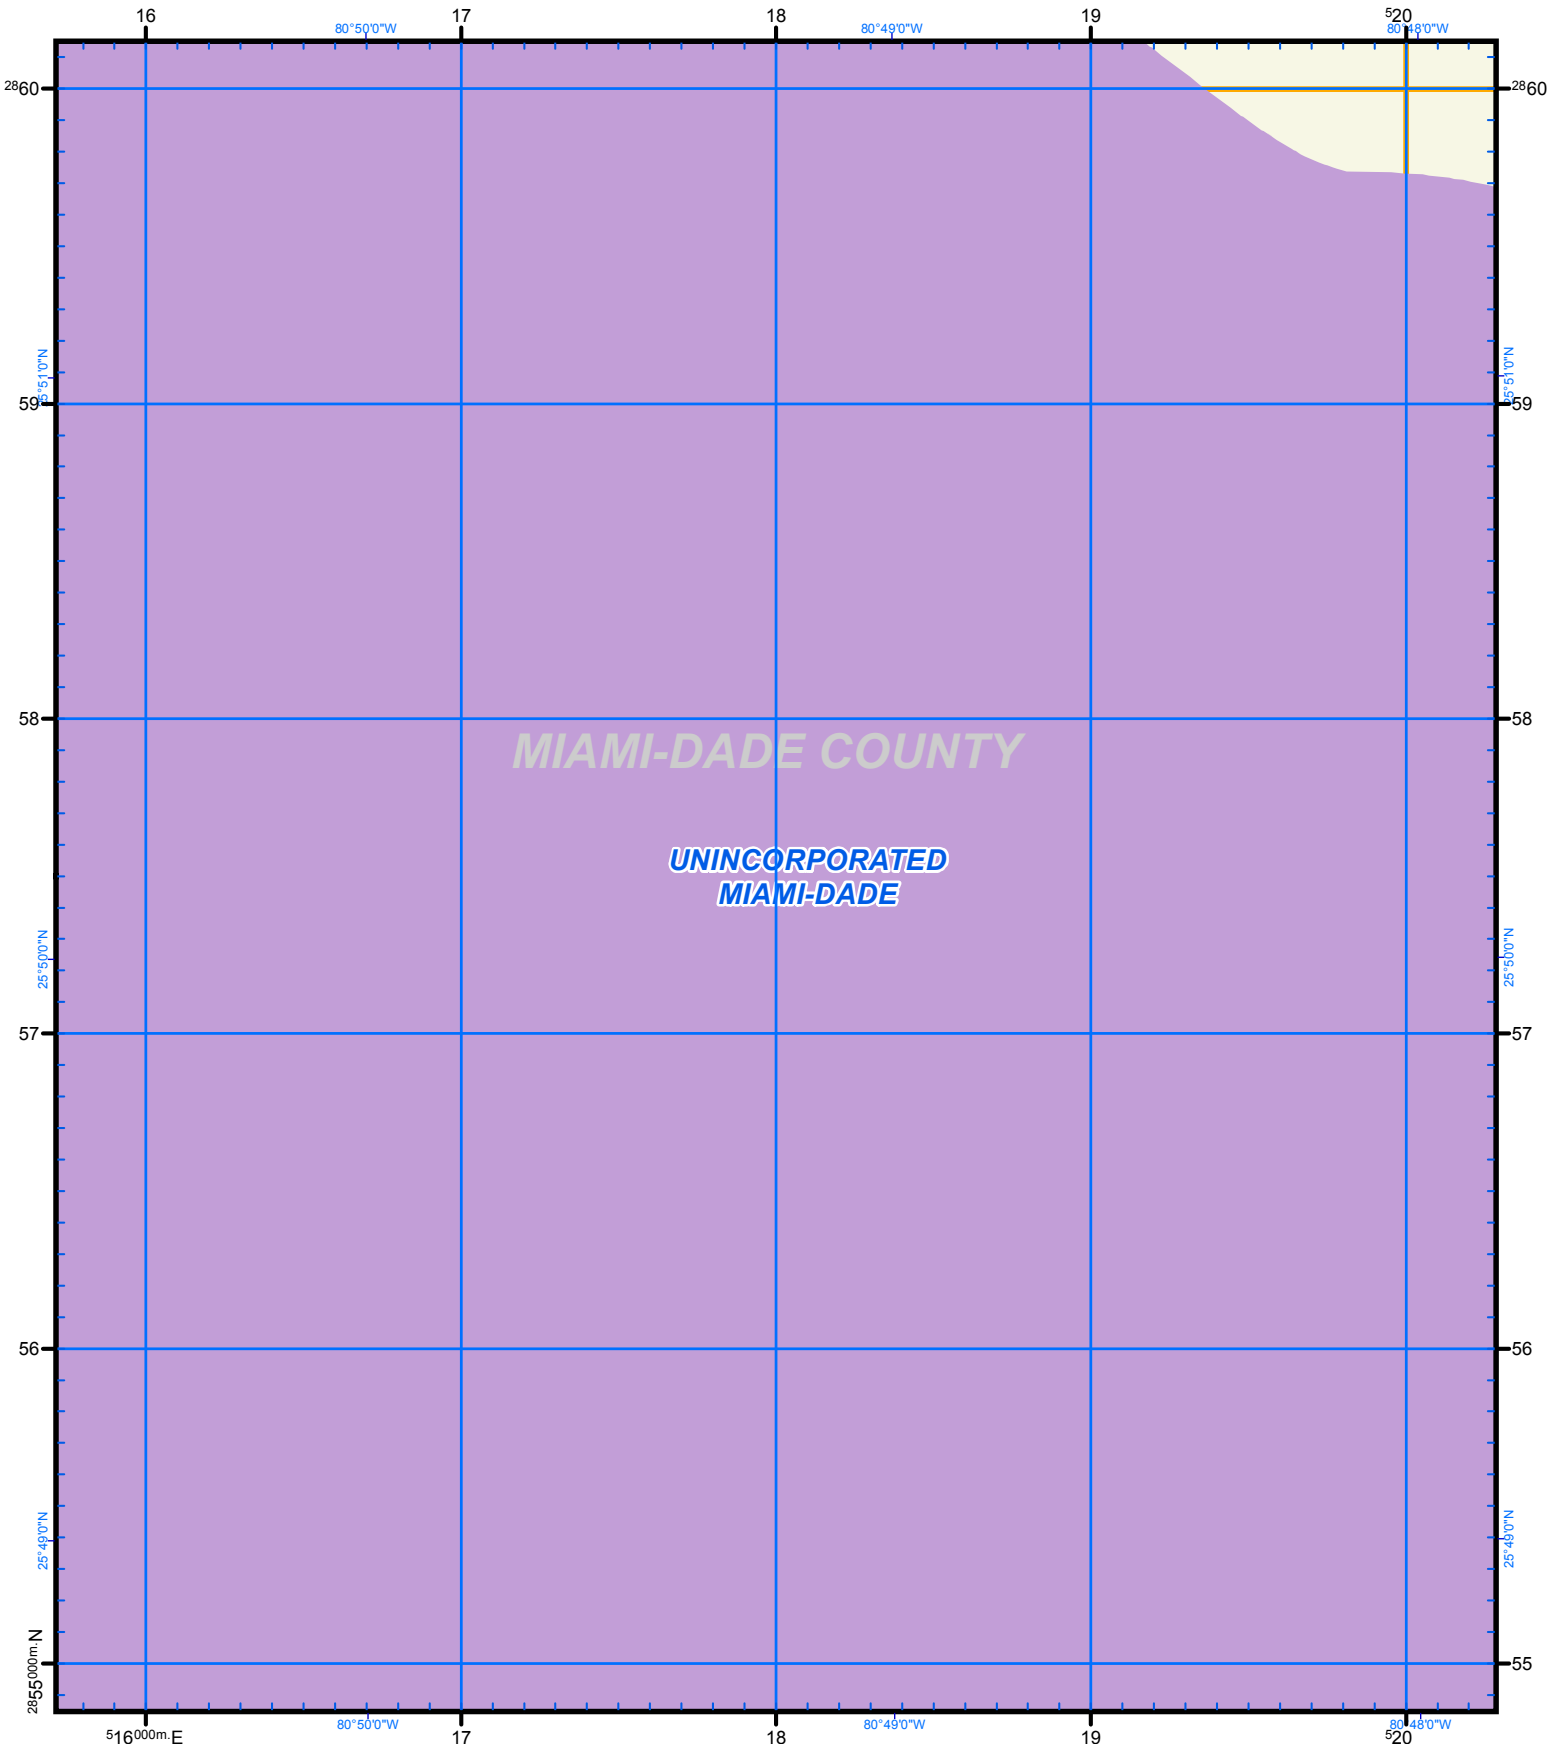 16 17 18 19 520
80°50'0"W 80°49'0"W 80°48'0"W
2860 2860
25°51'0"N 25°51'0"N
59 59
58 58
MIAMI-DADE COUNTY
UNINCORPORATED
MIAMI-DADE
25°50'0"N 25°50'0"N
57 57
56 56
25°49'0"N 25°49'0"N
2855000m.N 55
80°50'0"W 80°49'0"W 80°48'0"W
516000m.E 17 18 19 520